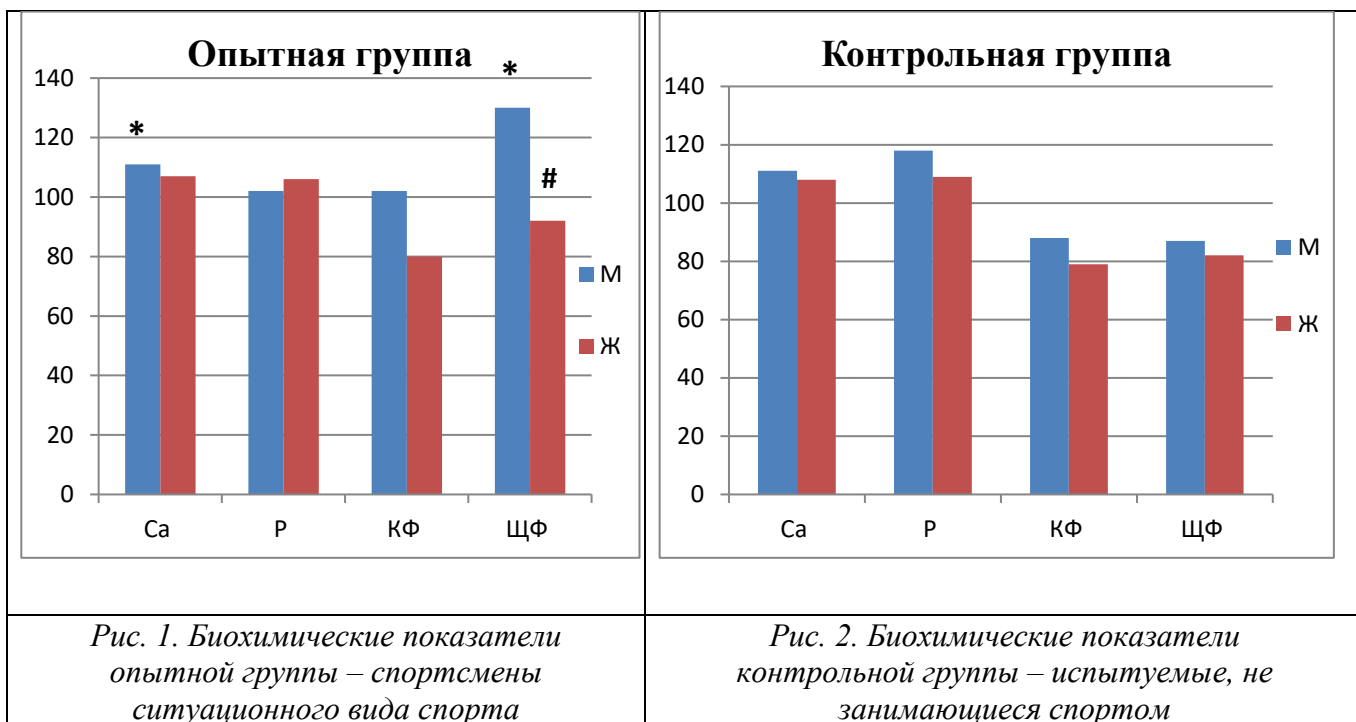 Опытная группа
*
*
#
140
120
100
80
60
40
20
0
Ca
P
КФ
ЩФ
М
Ж
Контрольная группа
140
120
100
80
60
40
20
0
Ca
P
КФ
ЩФ
М
Ж
Рис. 1. Биохимические показатели
опытной группы – спортсмены
ситуационного вида спорта
Рис. 2. Биохимические показатели
контрольной группы – испытуемые, не
занимающиеся спортом